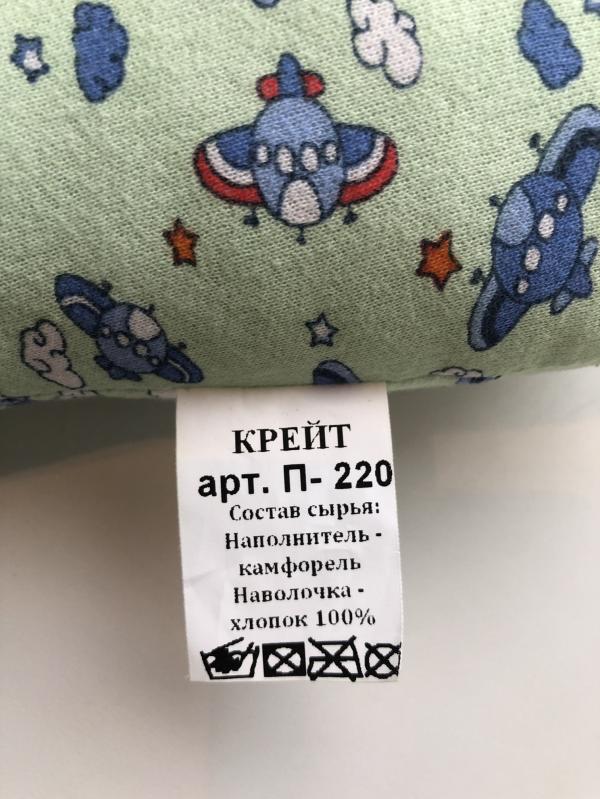 КРЕЙТ
арт. П- 220
Состав сырья:
Наполнитель -
камфорель
Наволочка -
хлопок 100%